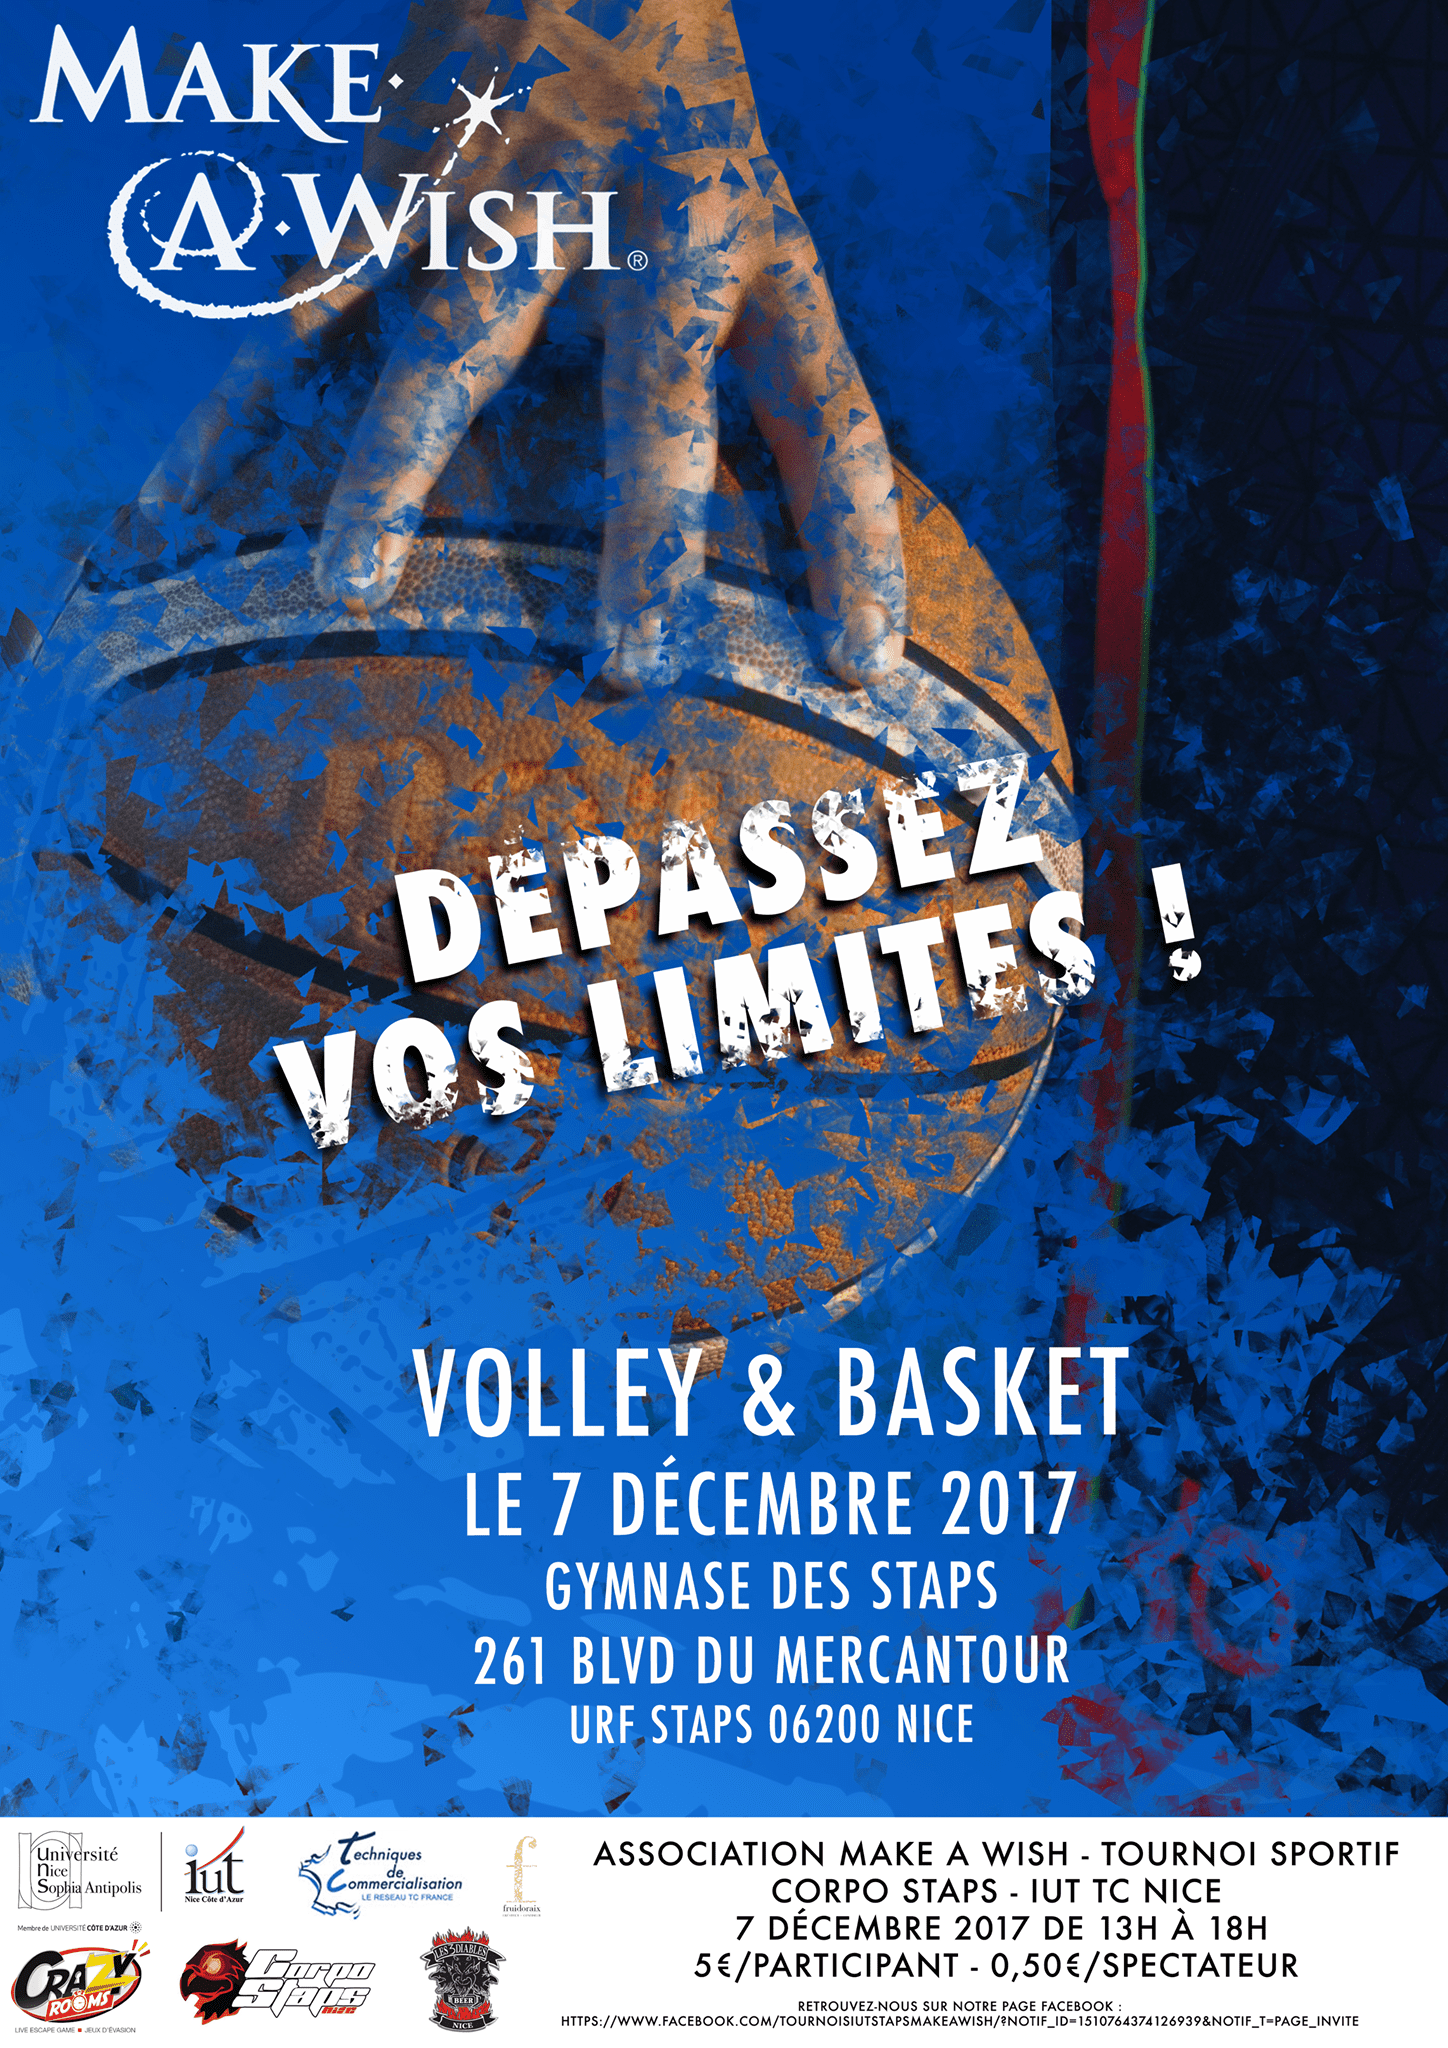 MAKE·
A·WISH®
DÉPASSEZ
VOS LIMITES !
VOLLEY & BASKET
LE 7 DÉCEMBRE 2017
GYMNASE DES STAPS
261 BLVD DU MERCANTOUR
URF STAPS 06200 NICE
Université
Nice
Sophia Antipolis
Membre de UNIVERSITÉ CÔTE D'AZUR
iut
Nice Côte d'Azur
Techniques
de
Commercialisation
LE RESEAU TC FRANCE
f
fruidoraix
CRAZY
ROOMS
LIVE ESCAPE GAME ■ JEUX D'ÉVASION
Corpo
Staps
NICE
LES 3 DIABLES
BEER
NICE
ASSOCIATION MAKE A WISH - TOURNOI SPORTIF
CORPO STAPS - IUT TC NICE
7 DÉCEMBRE 2017 DE 13H À 18H
5€/PARTICIPANT - 0,50€/SPECTATEUR
RETROUVEZ-NOUS SUR NOTRE PAGE FACEBOOK :
HTTPS://WWW.FACEBOOK.COM/TOURNOISIUTSTAPSMAKEAWISH/?NOTIF_ID=1510764374126939&NOTIF_T=PAGE_INVITE